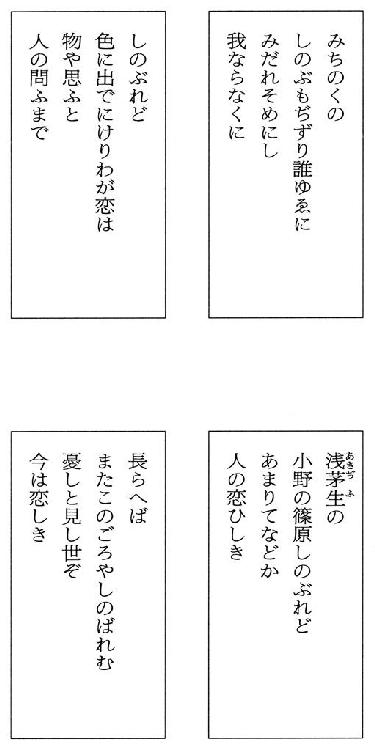 みちのくの
しのぶもぢずり誰ゆゑに
みだれそめにし
我ならなくに
しのぶれど
色に出でにけりわが恋は
物や思ふと
人の問ふまで
浅茅生の
あさぢふ
小野の篠原しのぶれど
あまりてなどか
人の恋ひしき
長らへば
またこのごろやしのばれむ
憂しと見し世ぞ
今は恋しき